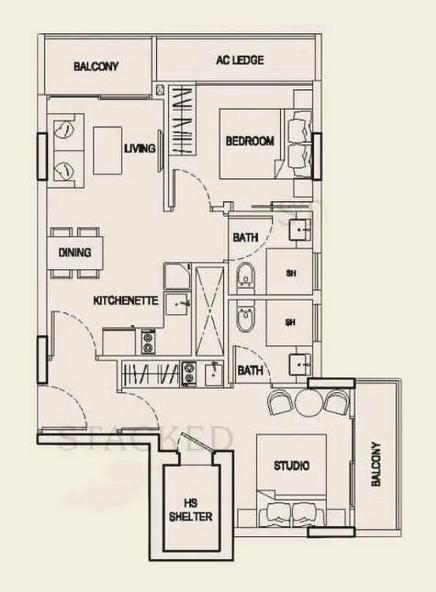 BALCONY
AC LEDGE
LIVING
BEDROOM
DINING
BATH
SH
KITCHENETTE
SH
BATH
STACKED
STUDIO
BALCONY
HS
SHELTER